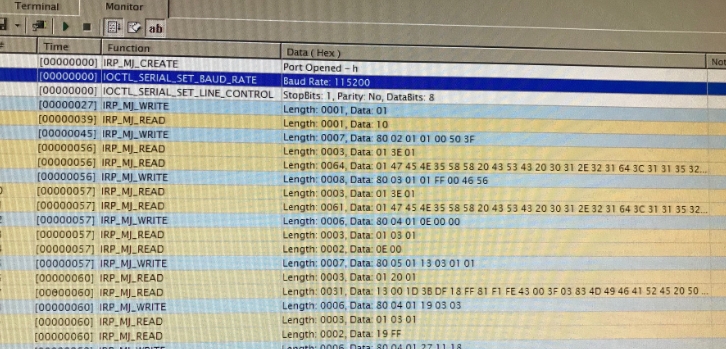 Terminal Monitor
ab
Time Function Data ( Hex ) Not
[00000000] IRP_MJ_CREATE Port Opened - h
[00000000] IOCTL_SERIAL_SET_BAUD_RATE Baud Rate: 115200
[00000000] IOCTL_SERIAL_SET_LINE_CONTROL StopBits: 1, Parity: No, DataBits: 8
[00000027] IRP_MJ_WRITE Length: 0001, Data: 01
[00000039] IRP_MJ_READ Length: 0001, Data: 10
[00000045] IRP_MJ_WRITE Length: 0007, Data: 80 02 01 01 00 50 3F
[00000056] IRP_MJ_READ Length: 0003, Data: 01 3E 01
[00000056] IRP_MJ_READ Length: 0064, Data: 01 47 45 4E 35 58 58 20 43 53 43 20 30 31 2E 32 31 64 3C 31 31 35 32...
[00000056] IRP_MJ_WRITE Length: 0008, Data: 80 03 01 01 FF 00 46 56
[00000057] IRP_MJ_READ Length: 0003, Data: 01 3E 01
[00000057] IRP_MJ_READ Length: 0061, Data: 01 47 45 4E 35 58 58 20 43 53 43 20 30 31 2E 32 31 64 3C 31 31 35 32...
[00000057] IRP_MJ_WRITE Length: 0006, Data: 80 04 01 0E 00 00
[00000057] IRP_MJ_READ Length: 0003, Data: 01 03 01
[00000057] IRP_MJ_READ Length: 0002, Data: 0E 00
[00000057] IRP_MJ_WRITE Length: 0007, Data: 80 05 01 13 03 01 01
[00000060] IRP_MJ_READ Length: 0003, Data: 01 20 01
[00000060] IRP_MJ_READ Length: 0031, Data: 13 00 1D 3B DF 18 FF 81 F1 FE 43 00 3F 03 83 4D 49 46 41 52 45 20 50...
[00000060] IRP_MJ_WRITE Length: 0006, Data: 80 04 01 19 03 03
[00000060] IRP_MJ_READ Length: 0003, Data: 01 03 01
[00000060] IRP_MJ_READ Length: 0002, Data: 19 FF
[00000060] IRP_MJ_WRITE Length: 0006, Data: 80 04 01 27 11 18